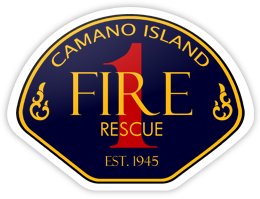 CAMANO ISLAND
1
FIRE
RESCUE
EST. 1945